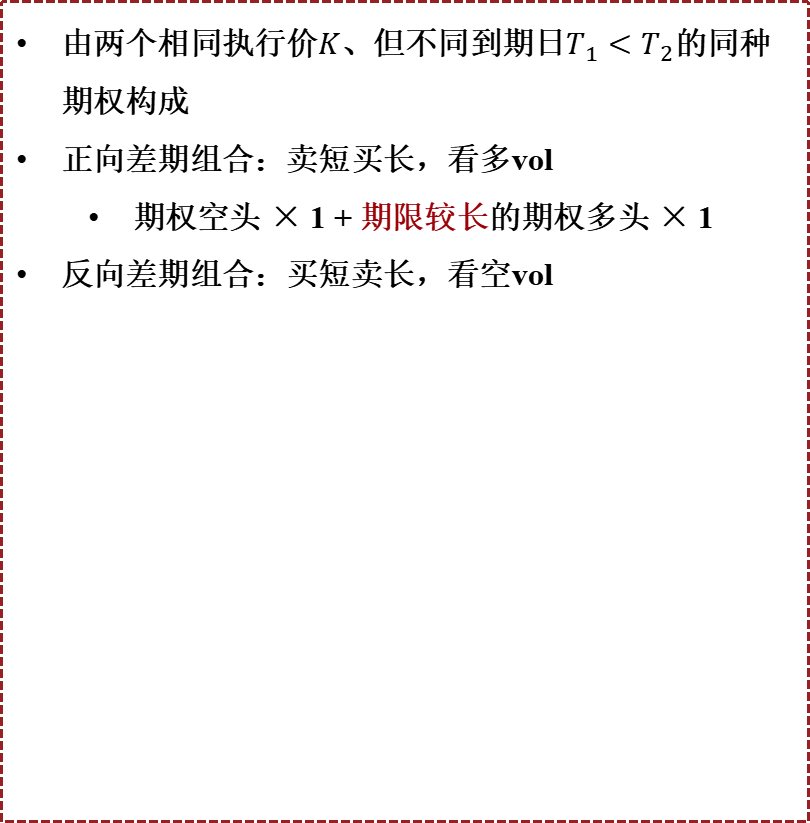 • 由两个相同执行价K、但不同到期日T₁ < T₂的同种
期权构成
• 正向差期组合：卖短买长，看多vol
• 期权空头 × 1 + 期限较长的期权多头 × 1
• 反向差期组合：买短卖长，看空vol